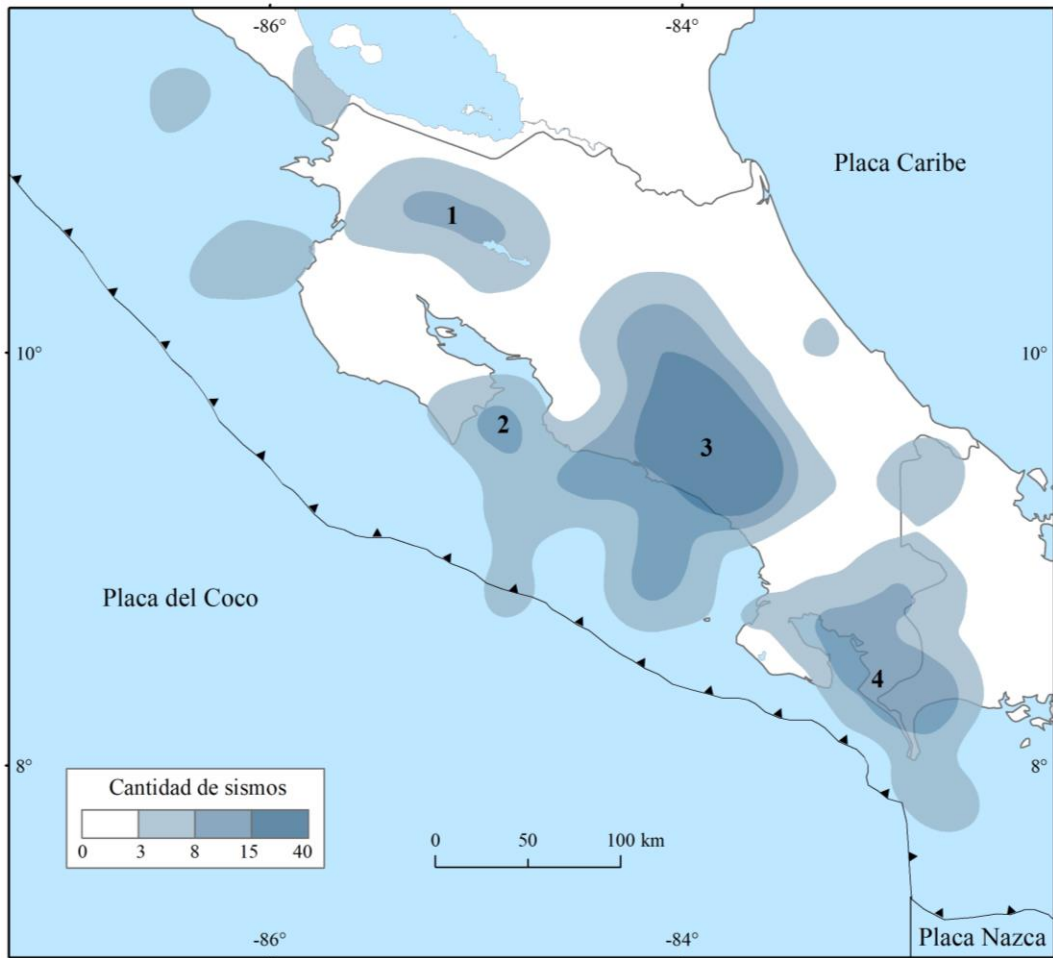 -86°
-84°
Placa Caribe
1
10°
10°
2
3
Placa del Coco
4
8°
8°
Cantidad de sismos
0 3 8 15 40
0 50 100 km
-86°
-84°
Placa Nazca